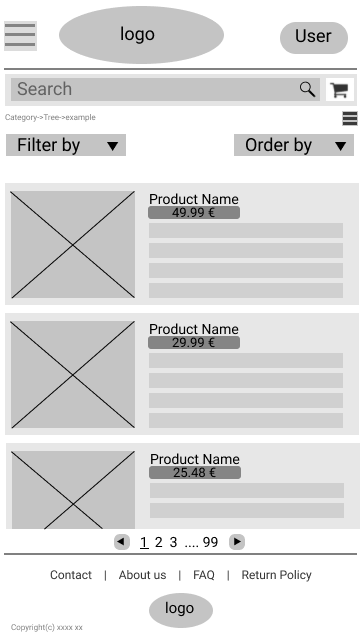 logo
User
Search
Category->Tree->example
Filter by
Order by
Product Name
49.99 €
Product Name
29.99 €
Product Name
25.48 €
1 2 3 .... 99
Contact | About us | FAQ | Return Policy
logo
Copyright(c) xxxx xx